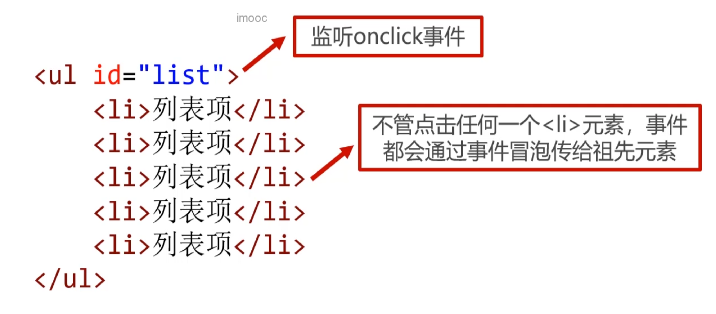 imooc
监听onclick事件
<ul id="list">
<li>列表项</li>
<li>列表项</li>
不管点击任何一个<li>元素，事件
都会通过事件冒泡传给祖先元素
<li>列表项</li>
<li>列表项</li>
<li>列表项</li>
</ul>